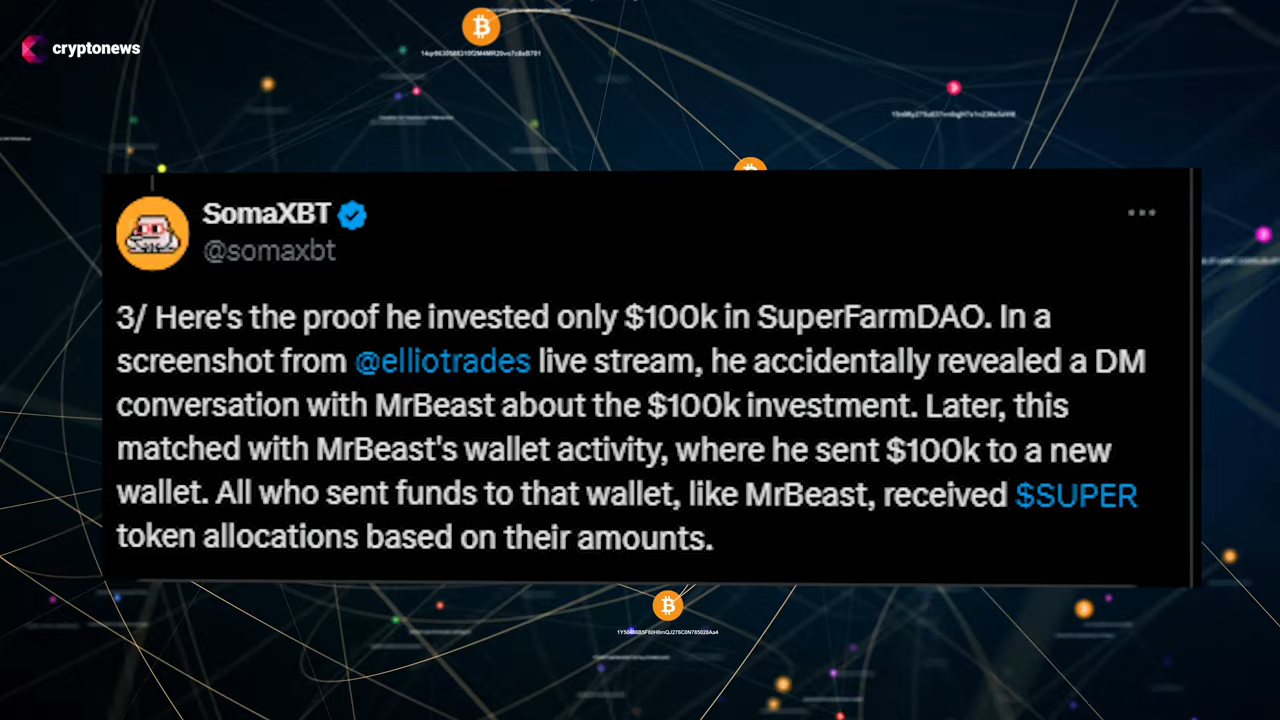 cryptonews
SomaXBT
@somaxbt
3/ Here's the proof he invested only $100k in SuperFarmDAO. In a
screenshot from @elliotrades live stream, he accidentally revealed a DM
conversation with MrBeast about the $100k investment. Later, this
matched with MrBeast's wallet activity, where he sent $100k to a new
wallet. All who sent funds to that wallet, like MrBeast, received $SUPER
token allocations based on their amounts.